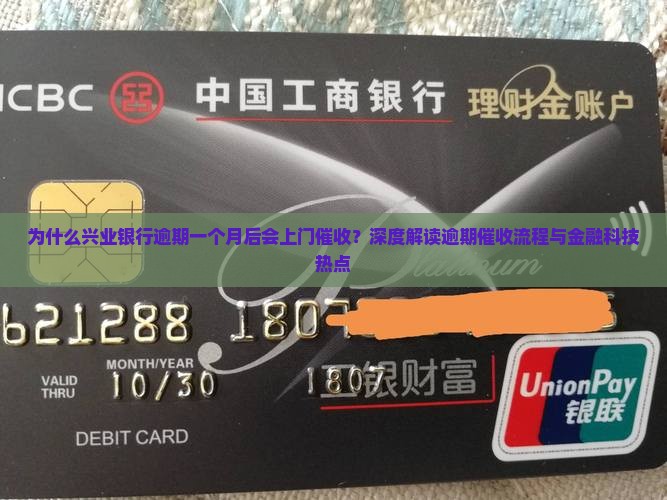 ICBC 中国工商银行 理财金账户
为什么兴业银行逾期一个月后会上门催收？深度解读逾期催收流程与金融科技
热点
Platinum
621288 1807
MONTH/YEAR
VALID
THRU
10/30 1807
工银财富
UnionPay
银联
DEBIT CARD